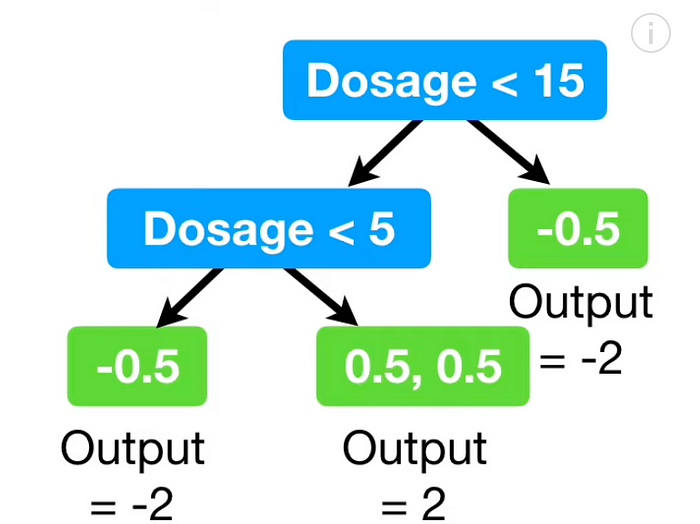 Dosage < 15
Dosage < 5
-0.5
Output
= -2
-0.5
0.5, 0.5
Output
= -2
Output
= 2